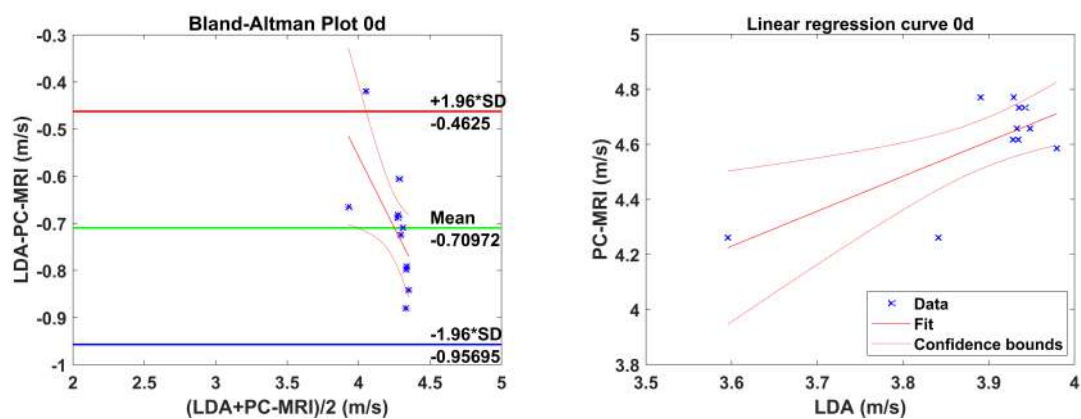 Bland-Altman Plot 0d
-0.3
-0.4
-0.5
-0.6
-0.7
-0.8
-0.9
-1
LDA-PC-MRI (m/s)
+1.96*SD
-0.4625
Mean
-0.70972
-1.96*SD
-0.95695
2 2.5 3 3.5 4 4.5 5
(LDA+PC-MRI)/2 (m/s)
Linear regression curve 0d
5
4.8
4.6
4.4
4.2
4
3.8
PC-MRI (m/s)
Data
Fit
Confidence bounds
3.5 3.6 3.7 3.8 3.9 4
LDA (m/s)